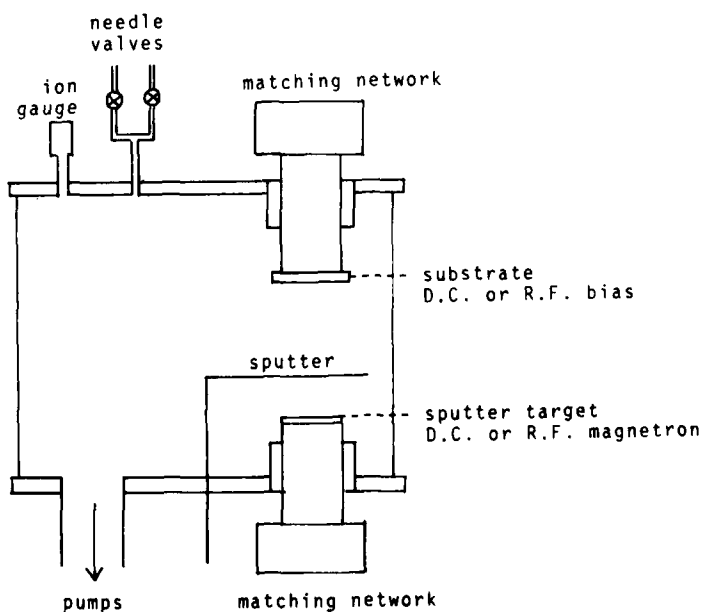 needle
valves
ion
gauge
matching network
substrate
D.C. or R.F. bias
sputter
sputter target
D.C. or R.F. magnetron
pumps
matching network